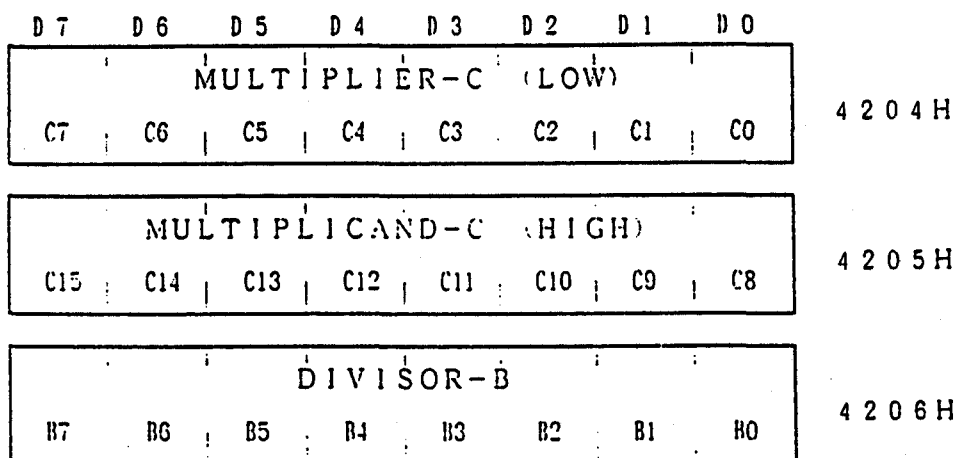 D7 D6 D5 D4 D3 D2 D1 D0
MULTIPLIER-C (LOW)
C7 C6 C5 C4 C3 C2 C1 C0
4204H
MULTIPLICAND-C (HIGH)
C15 C14 C13 C12 C11 C10 C9 C8
4205H
DIVISOR-B
B7 B6 B5 B4 B3 B2 B1 B0
4206H